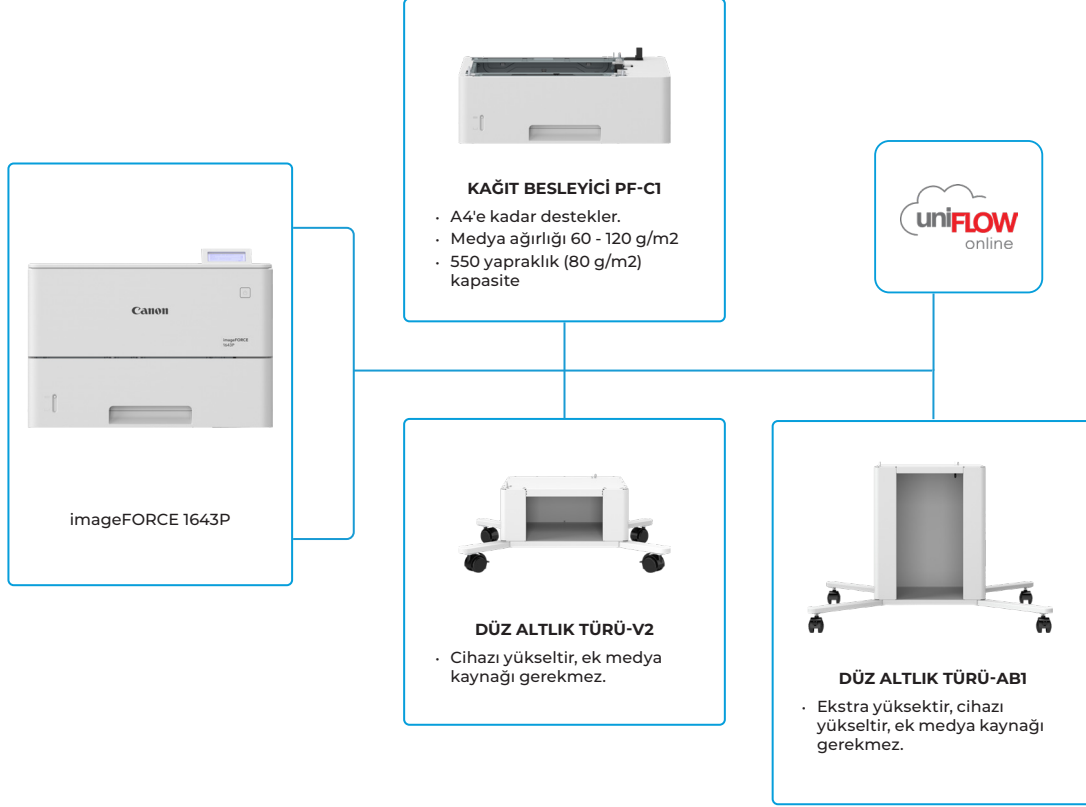 KAĞIT BESLEYİCİ PF-C1
• A4'e kadar destekler.
• Medya ağırlığı 60 - 120 g/m2
• 550 yapraklık (80 g/m2)
kapasite
uniFLOW
online
Canon
imageFORCE
1643P
imageFORCE 1643P
DÜZ ALTLIK TÜRÜ-V2
• Cihazı yükseltir, ek medya
kaynağı gerekmez.
DÜZ ALTLIK TÜRÜ-AB1
• Ekstra yüksektir, cihazı
yükseltir, ek medya kaynağı
gerekmez.